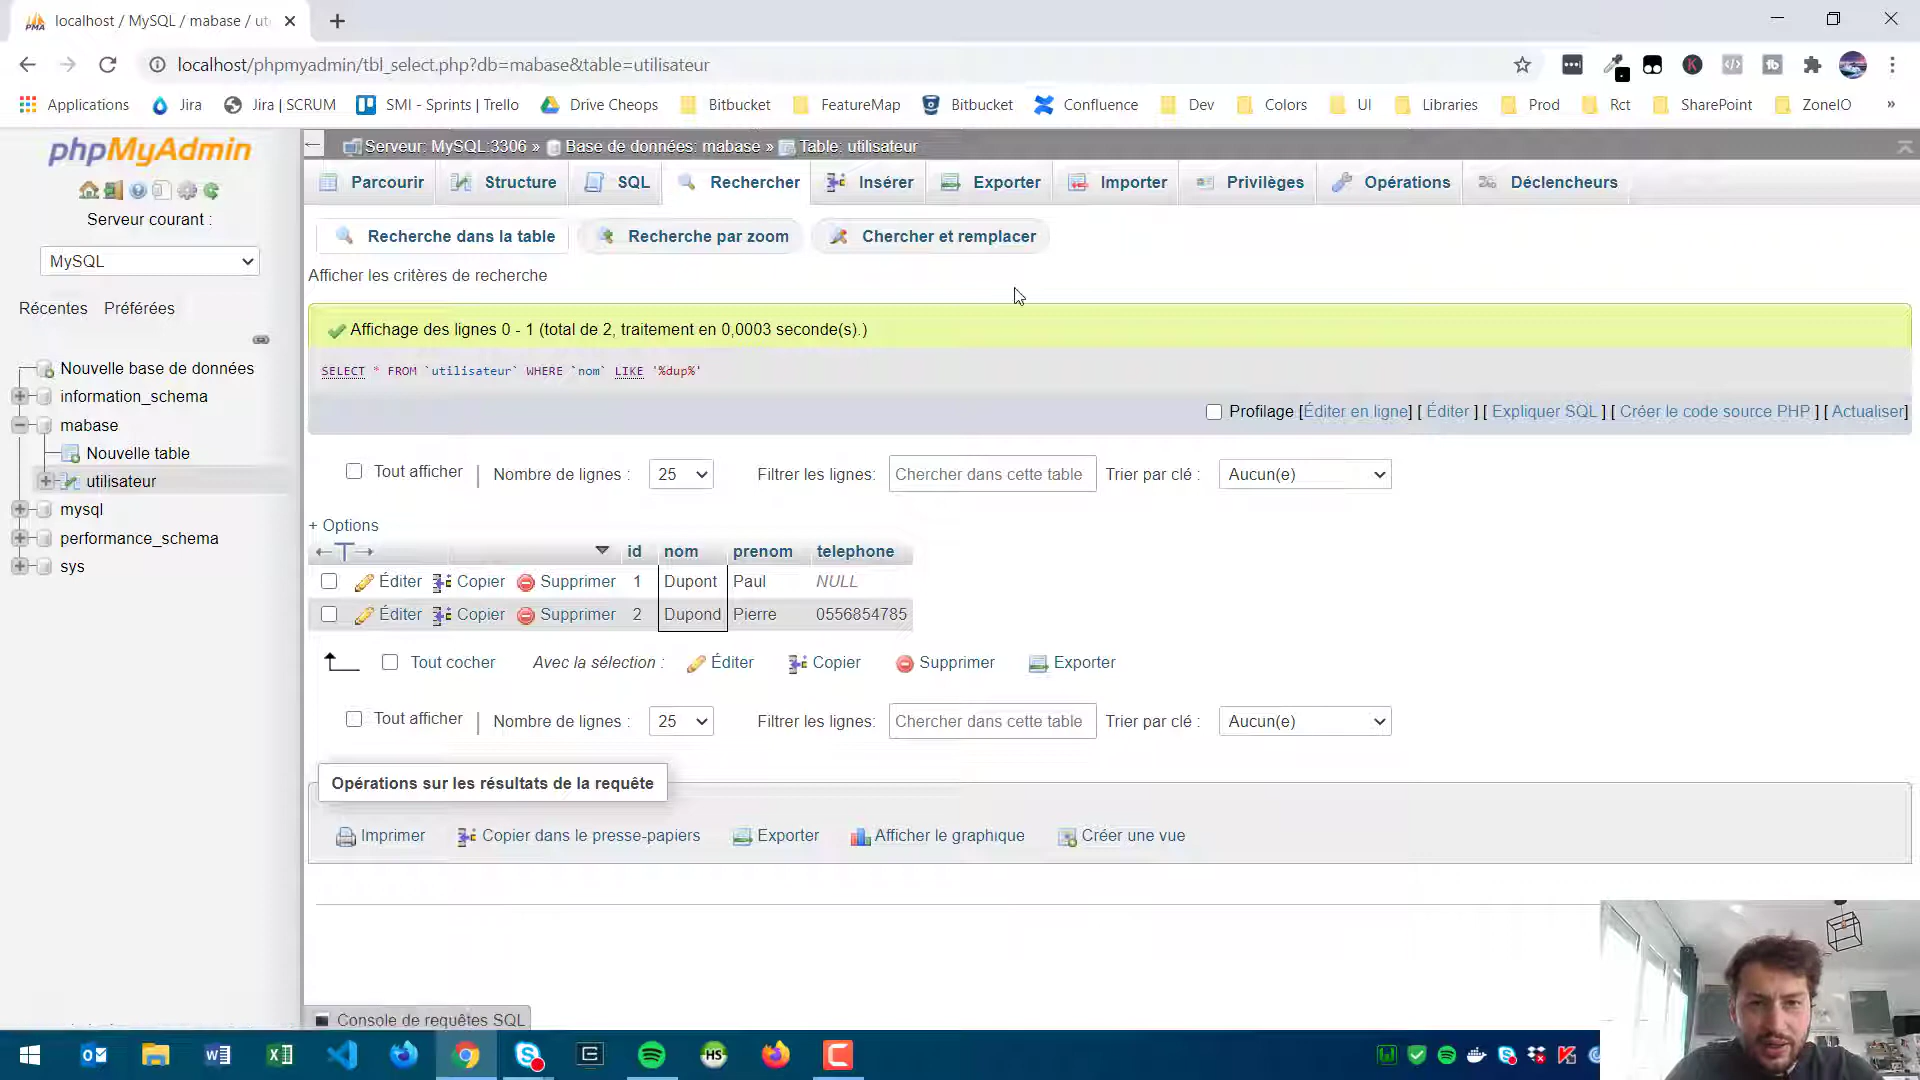 localhost / MySQL / mabase / ut
localhost/phpmyadmin/tbl_select.php?db=mabase&table=utilisateur
Applications Jira Jira | SCRUM SMI - Sprints | Trello Drive Cheops Bitbucket FeatureMap Bitbucket Confluence Dev Colors UI Libraries Prod Rct SharePoint ZoneIO »
phpMyAdmin
Serveur courant :
MySQL
Récentes Préférées
Nouvelle base de données
information_schema
mabase
Nouvelle table
utilisateur
mysql
performance_schema
sys
Serveur: MySQL:3306 » Base de données: mabase » Table: utilisateur
Parcourir Structure SQL Rechercher Insérer Exporter Importer Privilèges Opérations Déclencheurs
Recherche dans la table Recherche par zoom Chercher et remplacer
Afficher les critères de recherche
Affichage des lignes 0 - 1 (total de 2, traitement en 0,0003 seconde(s).)
SELECT * FROM `utilisateur` WHERE `nom` LIKE '%dup%'
Profilage [Éditer en ligne] [ Éditer ] [ Expliquer SQL ] [ Créer le code source PHP ] [ Actualiser]
Tout afficher | Nombre de lignes : 25 Filtrer les lignes: Chercher dans cette table Trier par clé : Aucun(e)
+ Options
←T→ id nom prenom telephone
Éditer Copier Supprimer 1 Dupont Paul NULL
Éditer Copier Supprimer 2 Dupond Pierre 0556854785
Tout cocher Avec la sélection : Éditer Copier Supprimer Exporter
Tout afficher | Nombre de lignes : 25 Filtrer les lignes: Chercher dans cette table Trier par clé : Aucun(e)
Opérations sur les résultats de la requête
Imprimer Copier dans le presse-papiers Exporter Afficher le graphique Créer une vue
Console de requêtes SQL